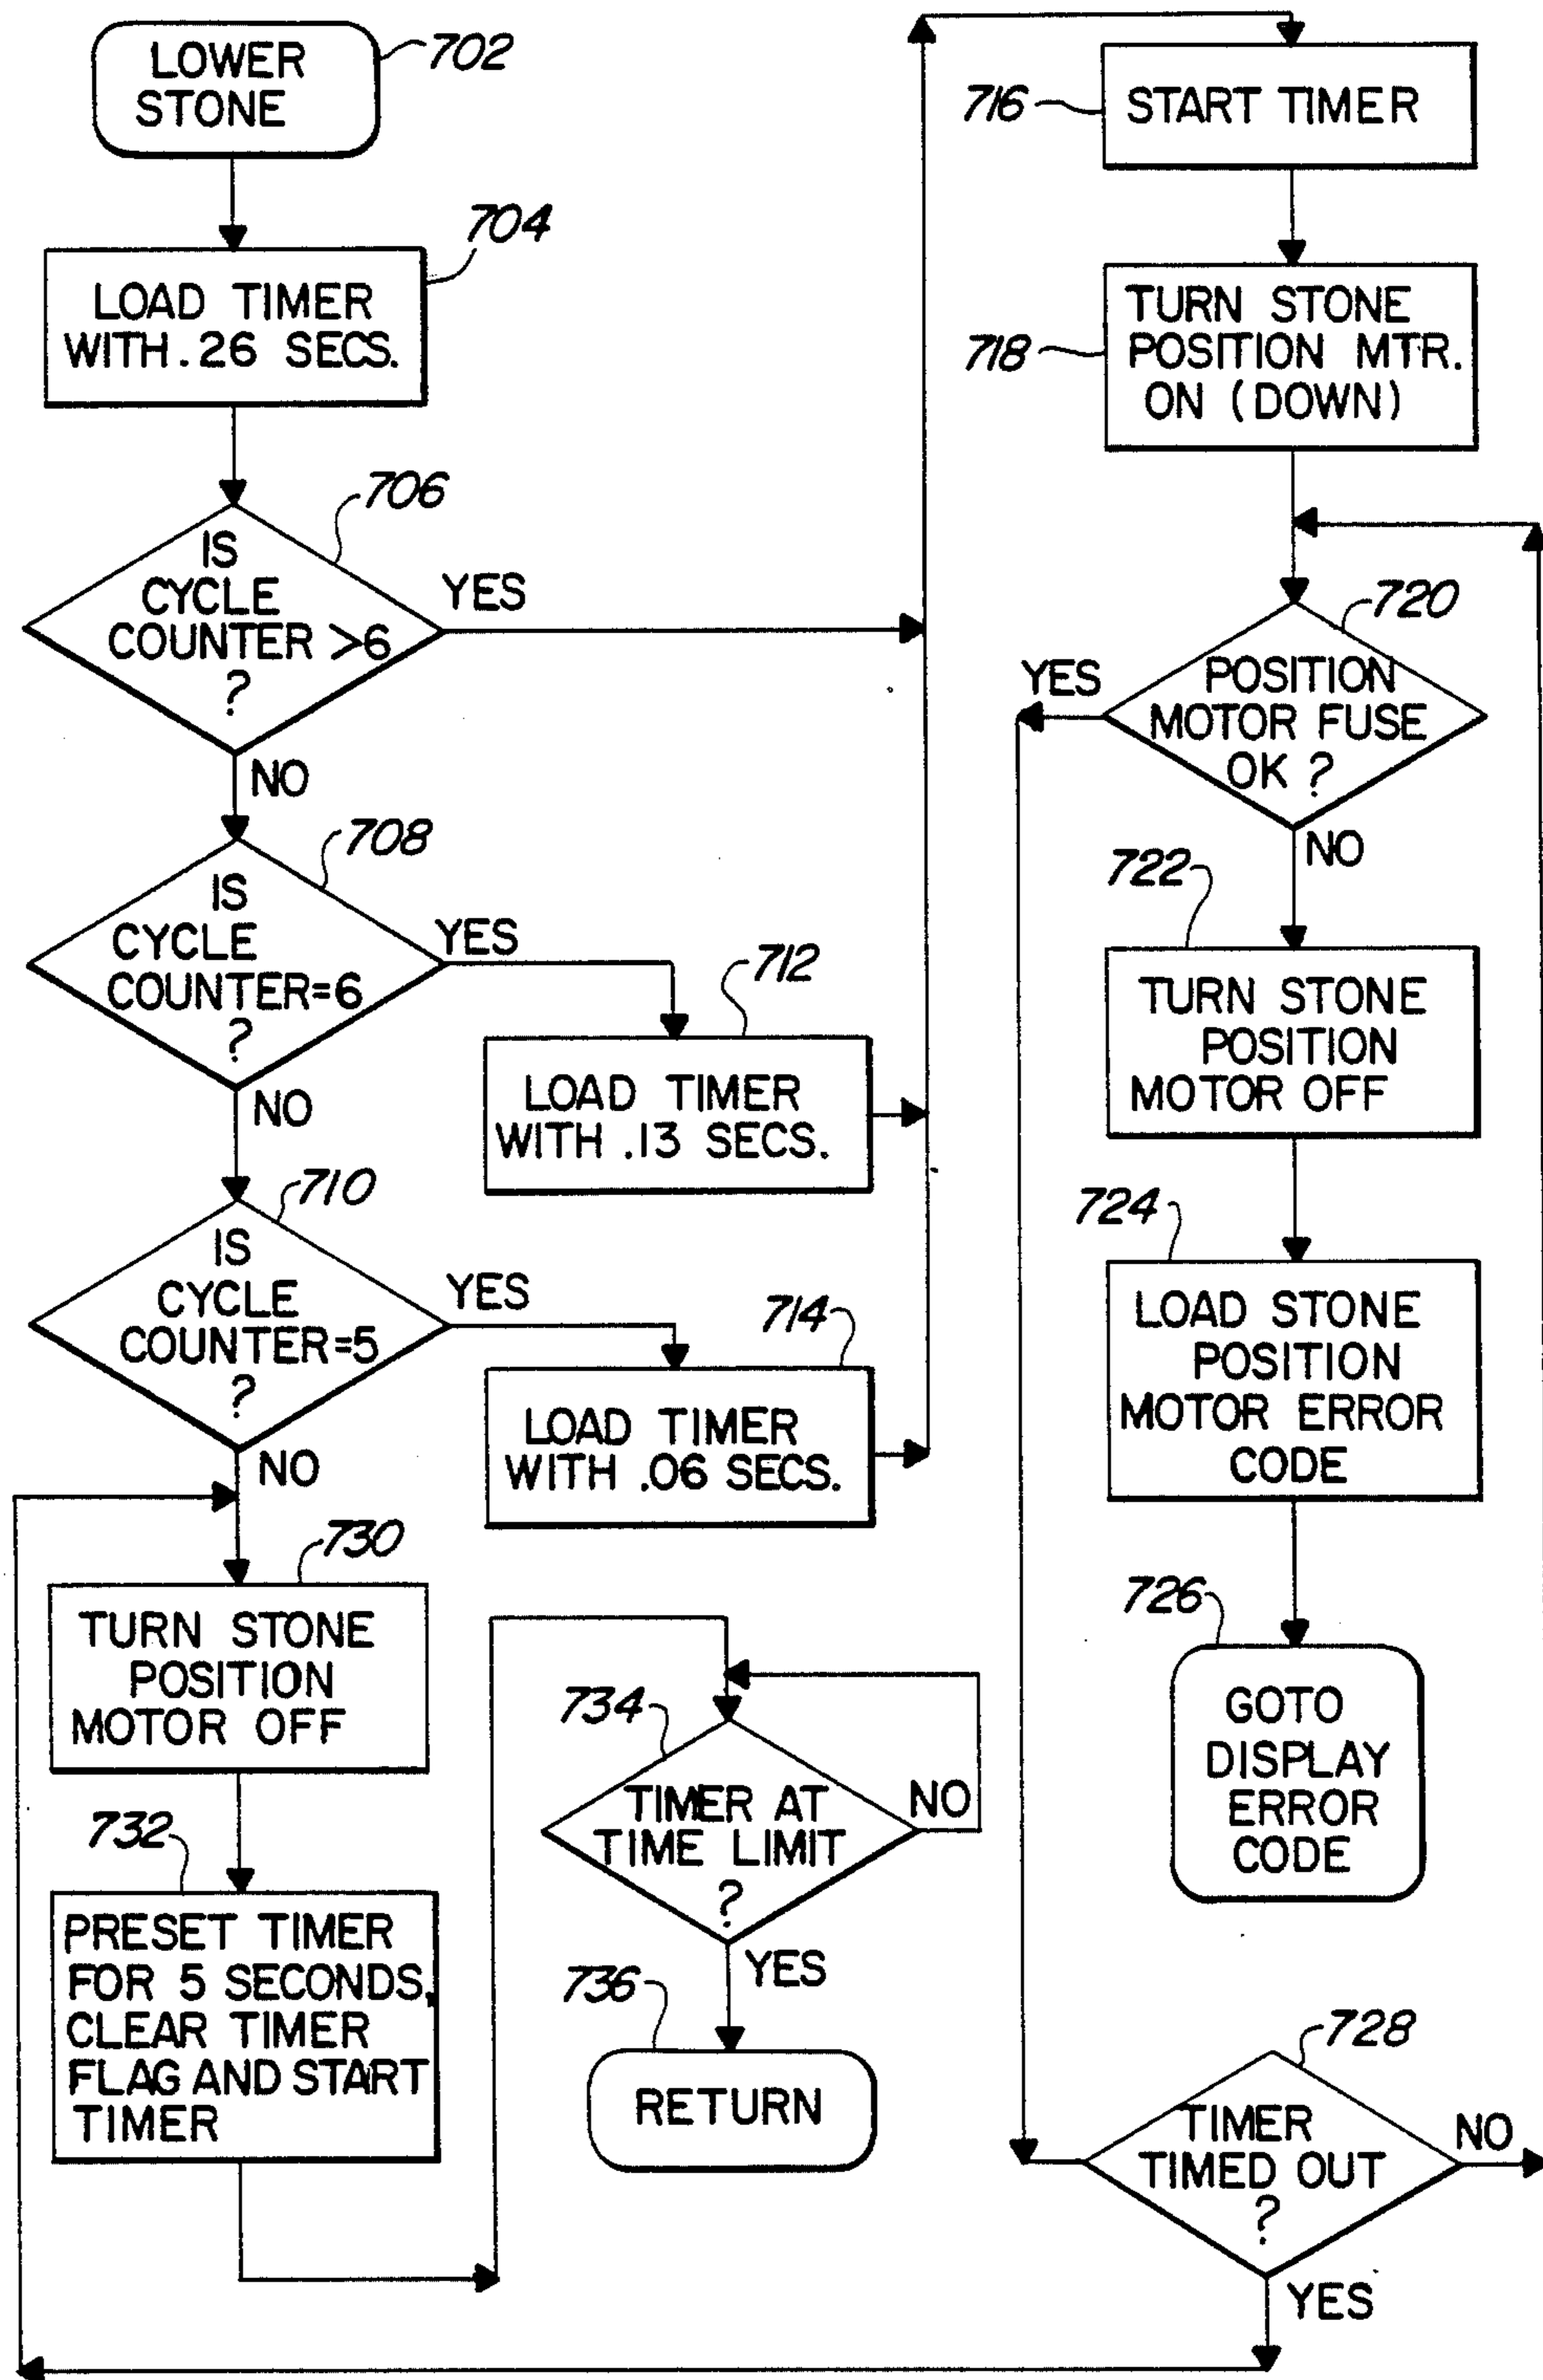 LOWER
STONE
702
704
LOAD TIMER
WITH .26 SECS.
706
IS
CYCLE
COUNTER >6
?
YES
NO
708
IS
CYCLE
COUNTER=6
?
YES
NO
712
LOAD TIMER
WITH .13 SECS.
710
IS
CYCLE
COUNTER=5
?
YES
NO
714
LOAD TIMER
WITH .06 SECS.
730
TURN STONE
POSITION
MOTOR OFF
732
PRESET TIMER
FOR 5 SECONDS,
CLEAR TIMER
FLAG AND START
TIMER
734
TIMER AT
TIME LIMIT
?
NO
YES
736
RETURN
716
START TIMER
718
TURN STONE
POSITION MTR.
ON (DOWN)
720
POSITION
MOTOR FUSE
OK ?
YES
NO
722
TURN STONE
POSITION
MOTOR OFF
724
LOAD STONE
POSITION
MOTOR ERROR
CODE
726
GOTO
DISPLAY
ERROR
CODE
728
TIMER
TIMED OUT
?
NO
YES